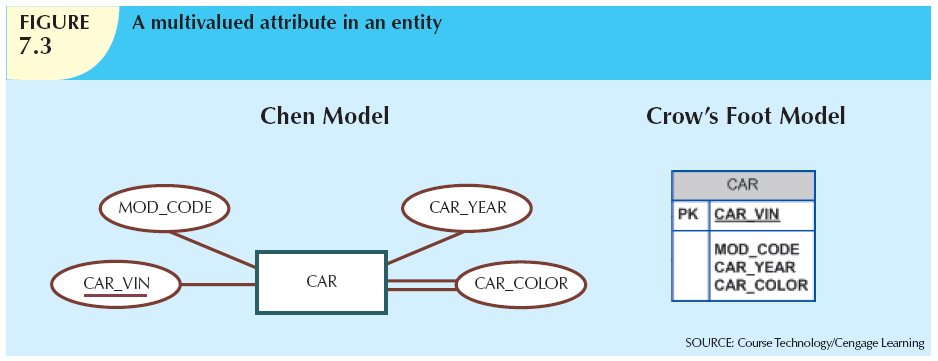 FIGURE
7.3
A multivalued attribute in an entity
Chen Model
Crow's Foot Model
MOD_CODE
CAR_YEAR
CAR_VIN
CAR
CAR_COLOR
CAR
PK CAR_VIN
MOD_CODE
CAR_YEAR
CAR_COLOR
SOURCE: Course Technology/Cengage Learning